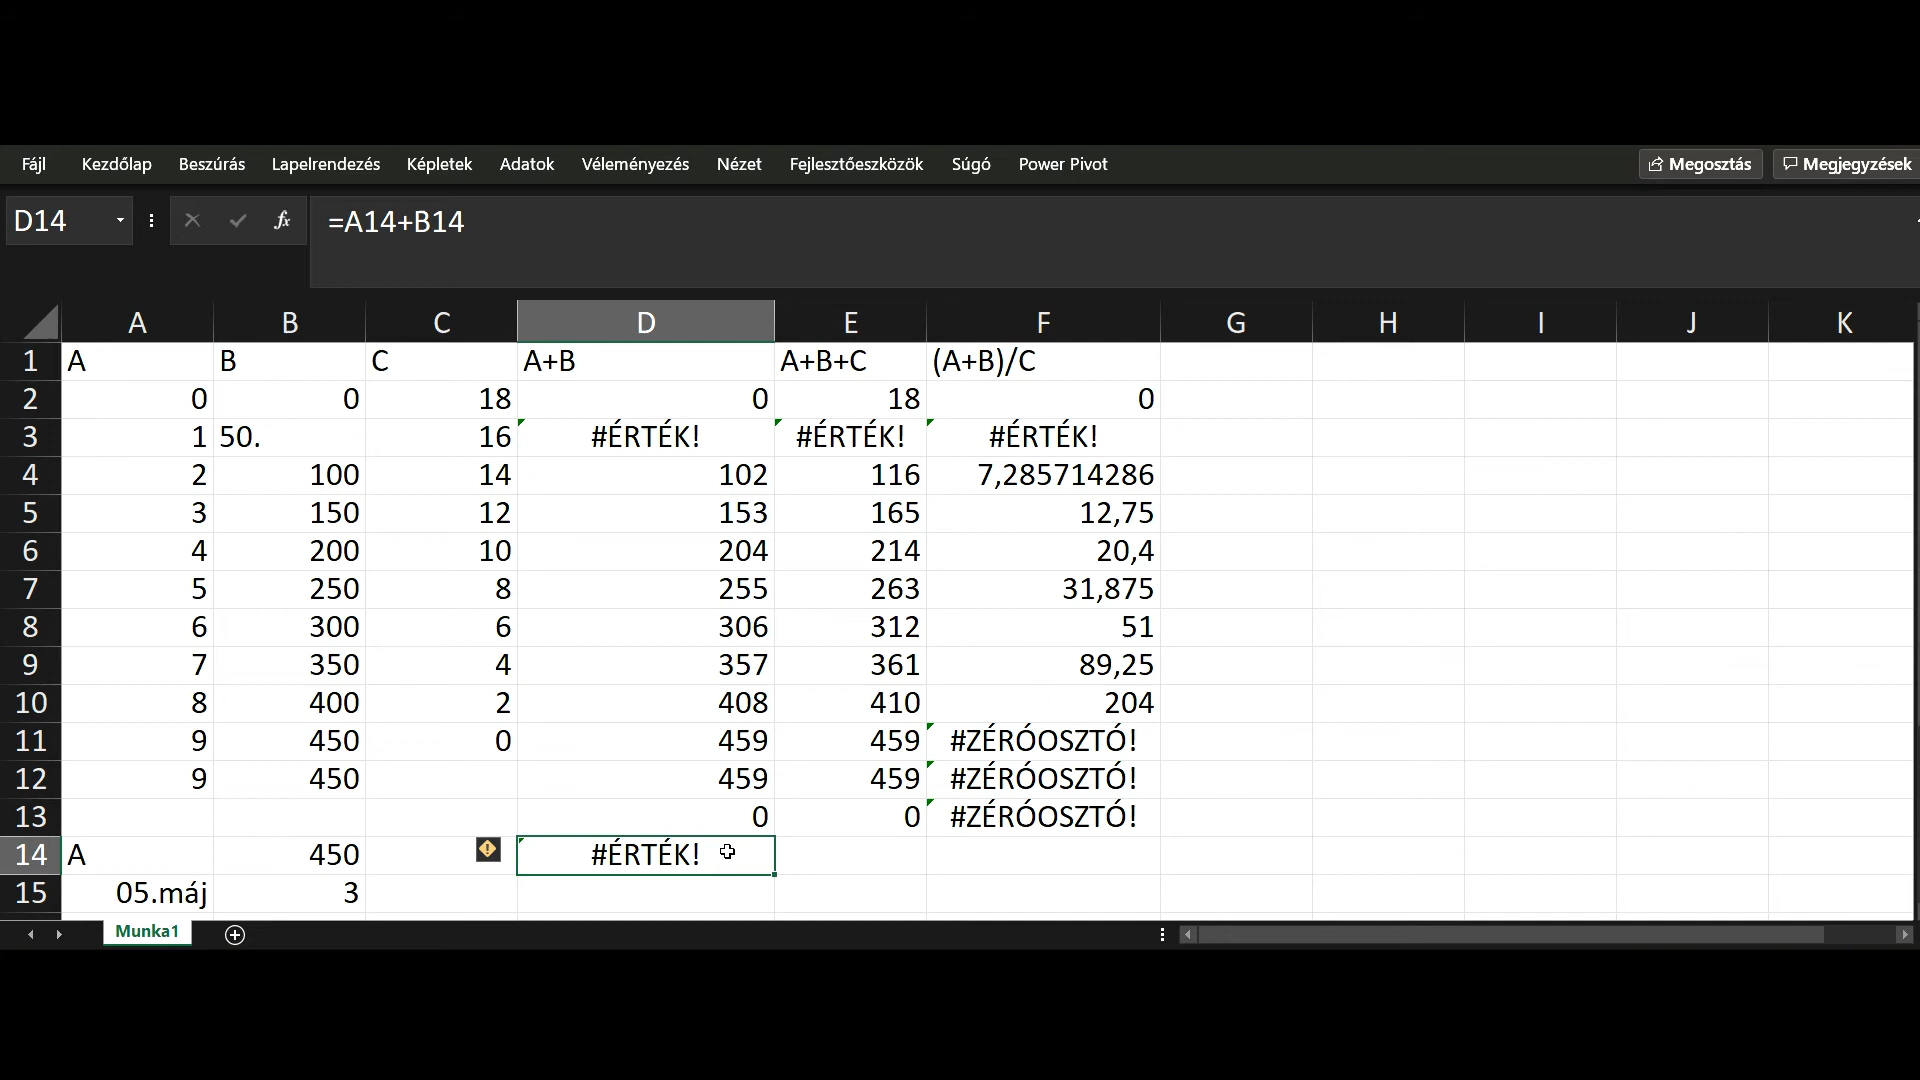 Fájl Kezdőlap Beszúrás Lapelrendezés Képletek Adatok Véleményezés Nézet Fejlesztőeszközök Súgó Power Pivot Megosztás Megjegyzések
D14 fx =A14+B14
A B C D E F G H I J K
1 A B C A+B A+B+C (A+B)/C
2 0 0 18 0 18 0
3 1 50. 16 #ÉRTÉK! #ÉRTÉK! #ÉRTÉK!
4 2 100 14 102 116 7,285714286
5 3 150 12 153 165 12,75
6 4 200 10 204 214 20,4
7 5 250 8 255 263 31,875
8 6 300 6 306 312 51
9 7 350 4 357 361 89,25
10 8 400 2 408 410 204
11 9 450 0 459 459 #ZÉRÓOSZTÓ!
12 9 450 459 459 #ZÉRÓOSZTÓ!
13 0 0 #ZÉRÓOSZTÓ!
14 A 450 #ÉRTÉK!
15 05.máj 3
Munka1